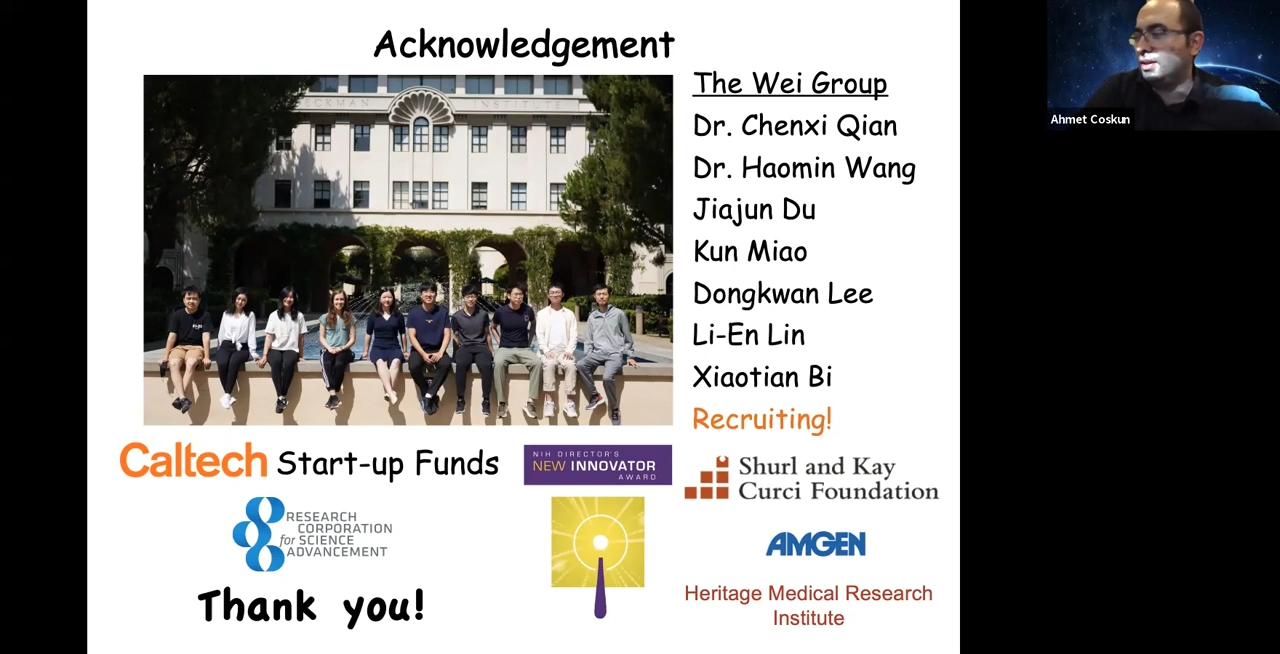 Acknowledgement
The Wei Group
Dr. Chenxi Qian
Dr. Haomin Wang
Jiajun Du
Kun Miao
Dongkwan Lee
Li-En Lin
Xiaotian Bi
Recruiting!
ECKMAN INSTITUTE
Caltech Start-up Funds
NIH DIRECTOR'S
NEW INNOVATOR
AWARD
Shurl and Kay
Curci Foundation
RESEARCH
CORPORATION
for SCIENCE
ADVANCEMENT
AMGEN
Heritage Medical Research
Institute
Thank you!
Ahmet Coskun